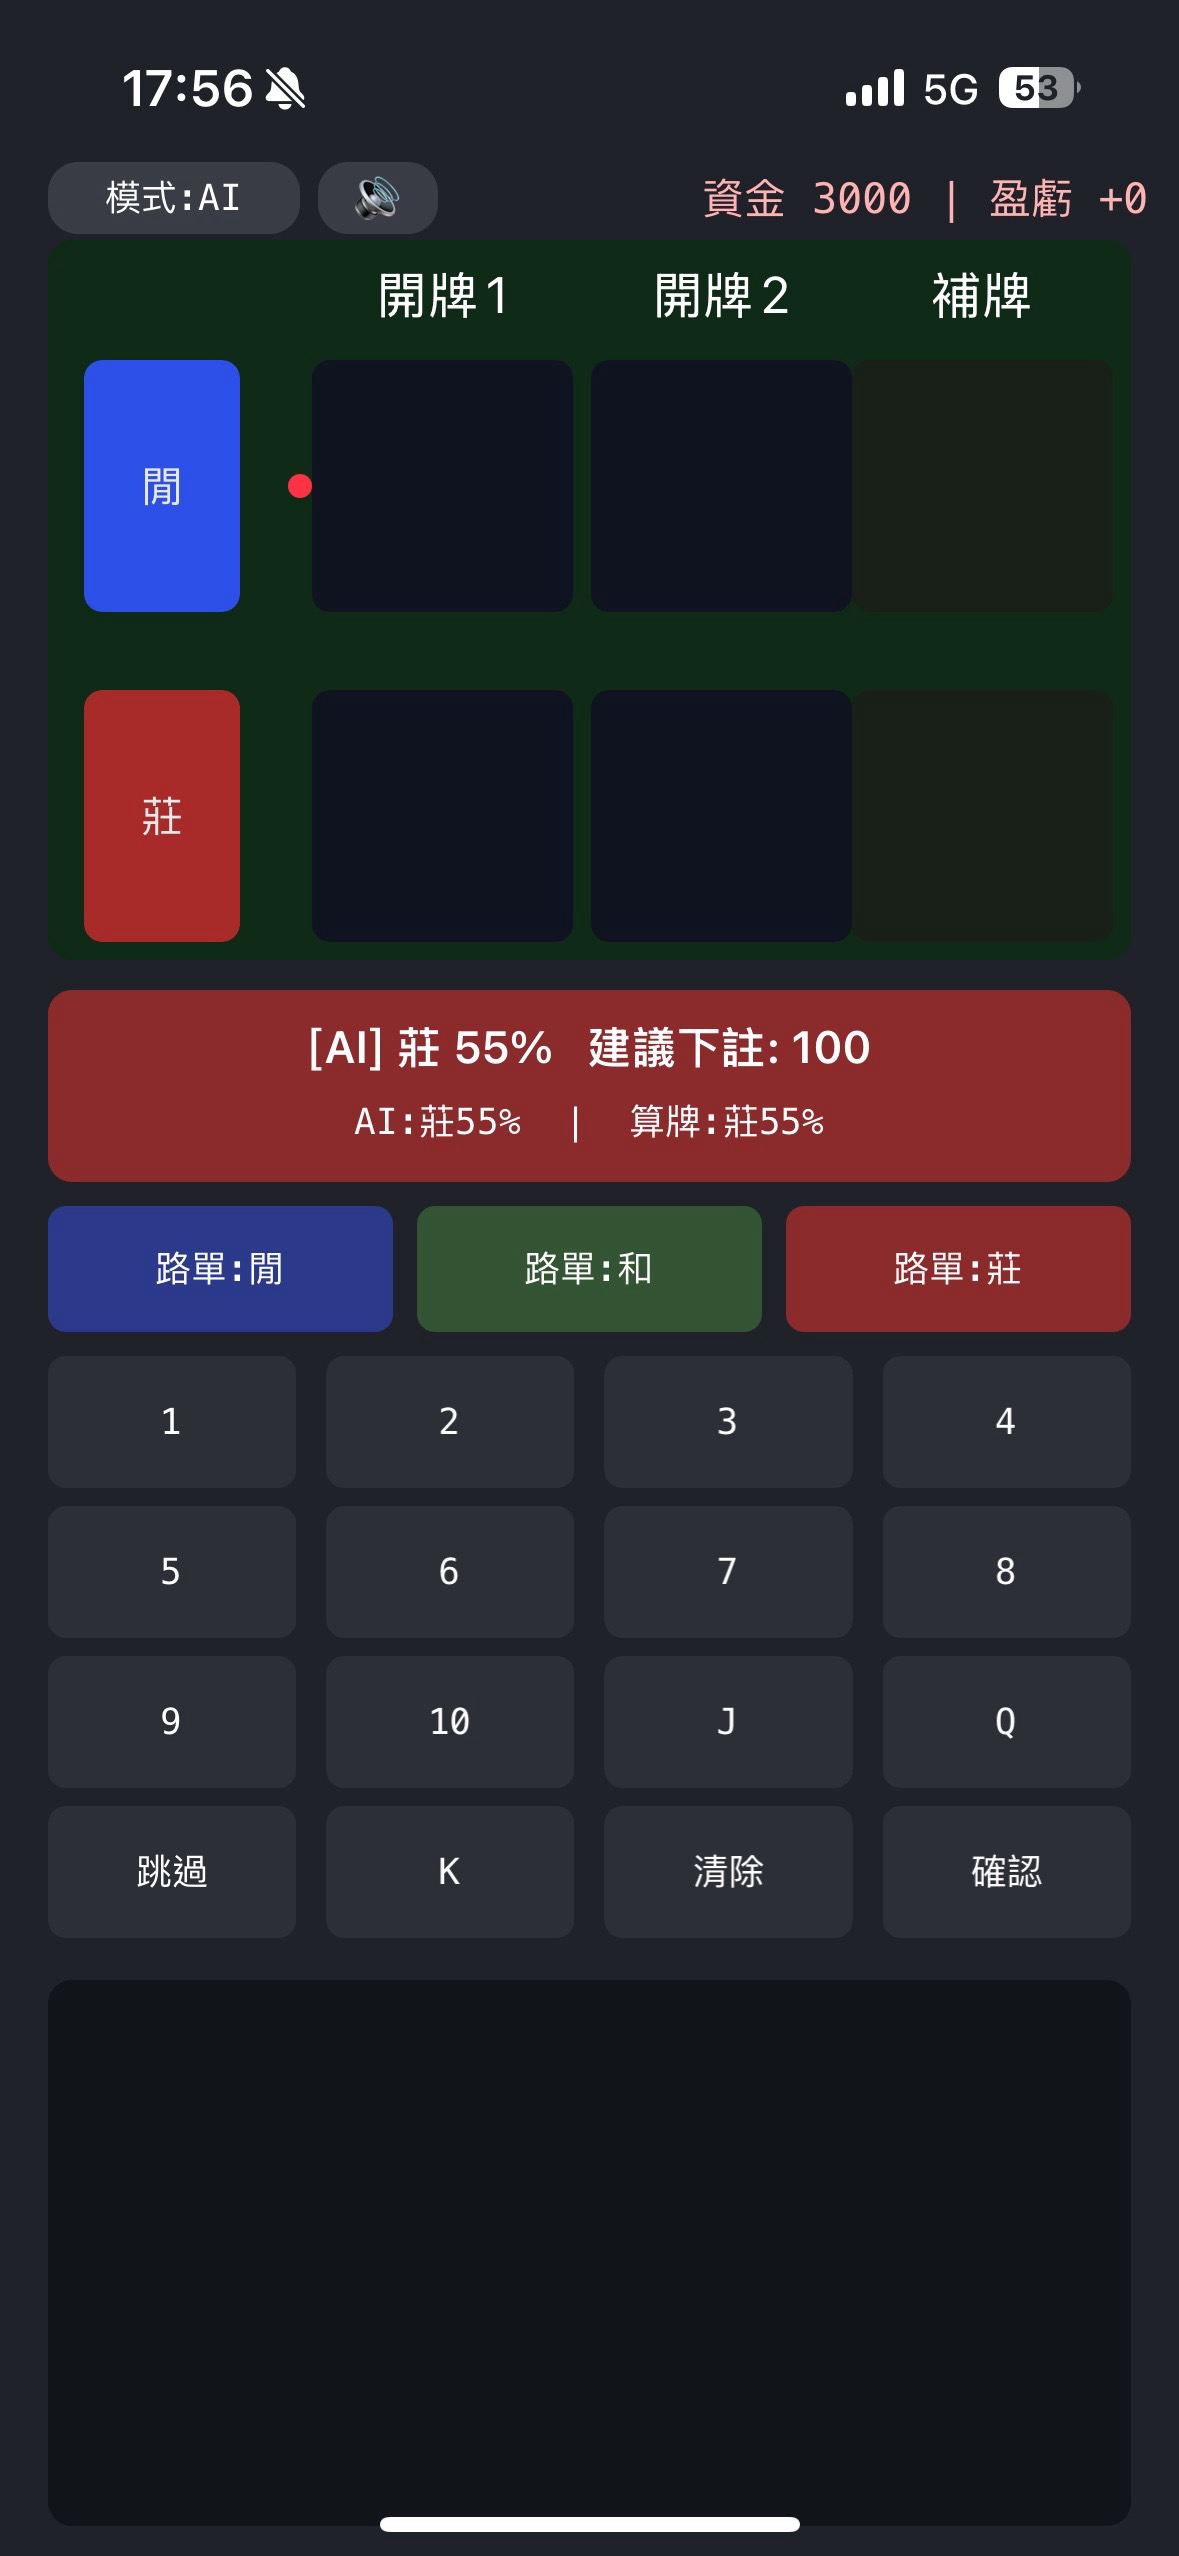 17:56 5G 53
模式:AI 資金 3000 | 盈虧 +0
開牌1 開牌2 補牌
閒
莊
[AI] 莊 55% 建議下註: 100
AI:莊55% | 算牌:莊55%
路單:閒 路單:和 路單:莊
1 2 3 4
5 6 7 8
9 10 J Q
跳過 K 清除 確認